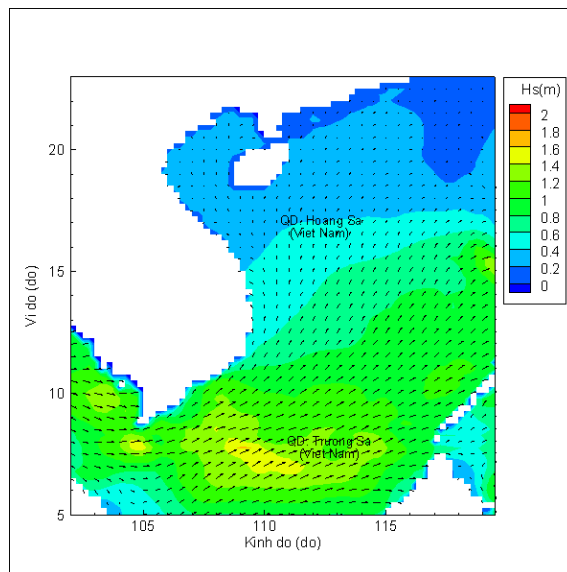 Hs(m)
2
1.8
1.6
1.4
1.2
1
0.8
0.6
0.4
0.2
0
20
15
10
5
Vi do (do)
QD. Hoang Sa
(Viet Nam)
QD. Truong Sa
(Viet Nam)
105
110
115
Kinh do (do)